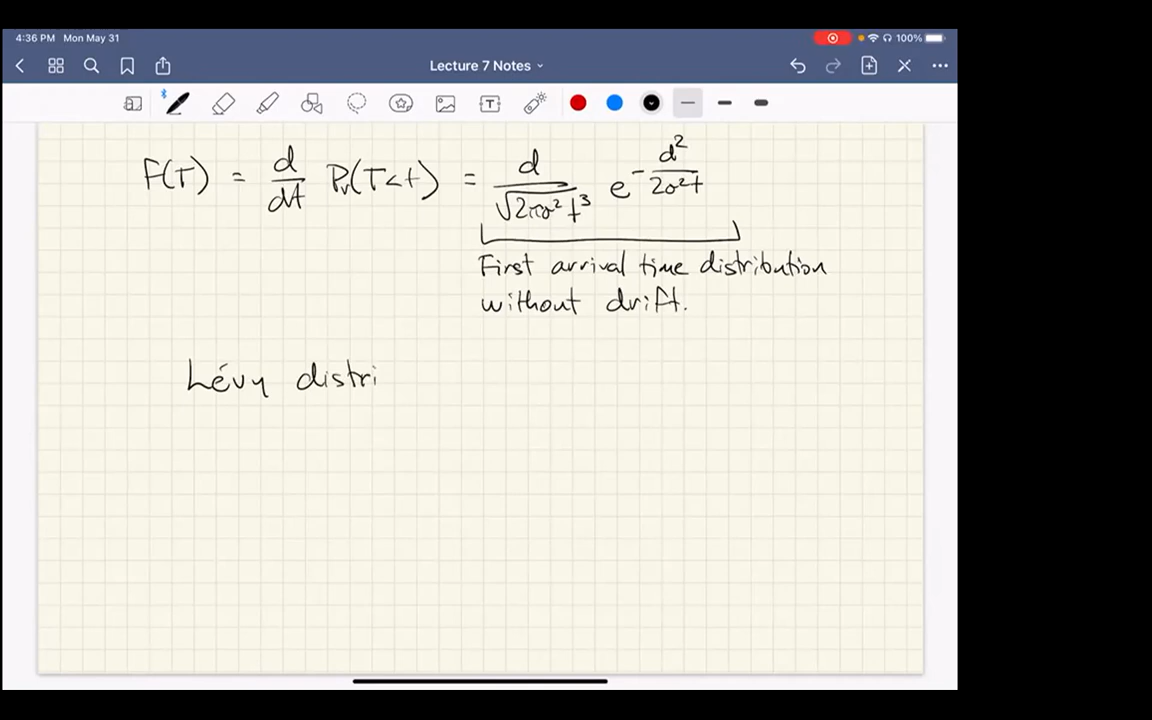 4:36 PM Mon May 31
100%
Lecture 7 Notes
F(T) = d/dt Pr(T<t) = d/√(2πσ²t³) e^(-d²/(2σ²t))
First arrival time distribution
without drift.
Lévy distri